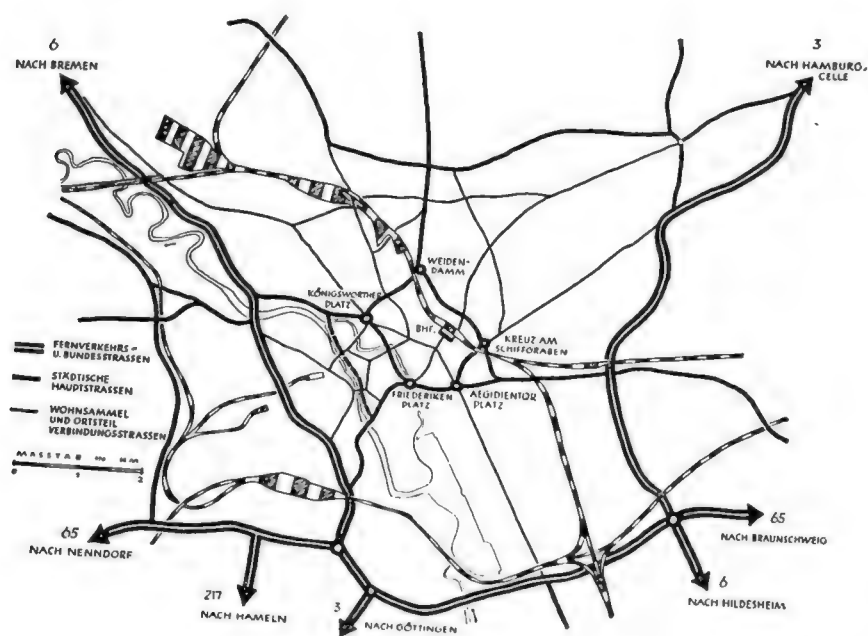 6
NACH BREMEN
3
NACH HAMBURG,
CELLE
WEIDEN-
DAMM
KÖNIGSWORTHER
PLATZ
BHF.
KREUZ AM
SCHIFFGRABEN
FRIEDERIKEN
PLATZ
AEGIDIENTOR
PLATZ
FERNVERKEHRS-
U. BUNDESSTRASSEN
STÄDTISCHE
HAUPTSTRASSEN
WOHNSAMMEL
UND ORTSTEIL
VERBINDUNGSSTRASSEN
MASSTAB IN KM
0 1 2
65
NACH NENNDORF
217
NACH HAMELN
3
NACH GÖTTINGEN
65
NACH BRAUNSCHWEIG
6
NACH HILDESHEIM